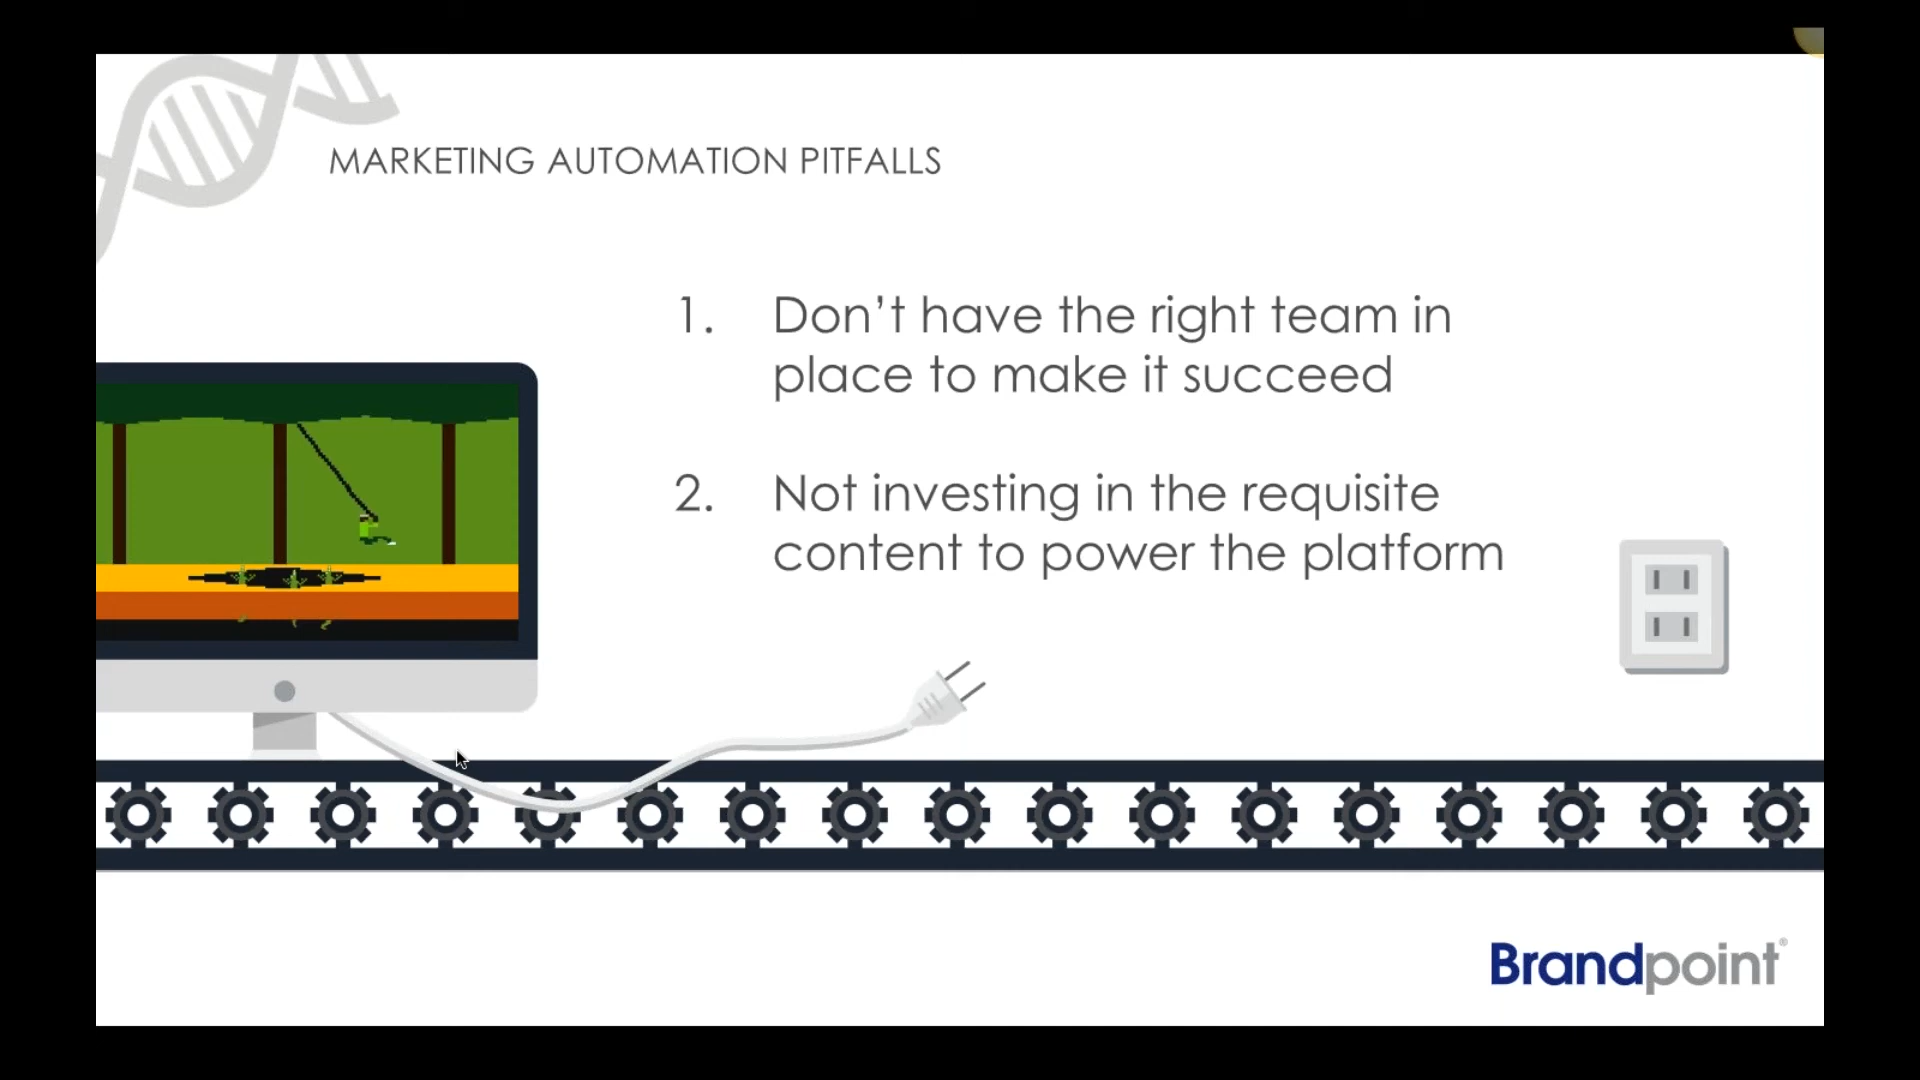 MARKETING AUTOMATION PITFALLS
1. Don’t have the right team in
place to make it succeed
2. Not investing in the requisite
content to power the platform
Brandpoint®